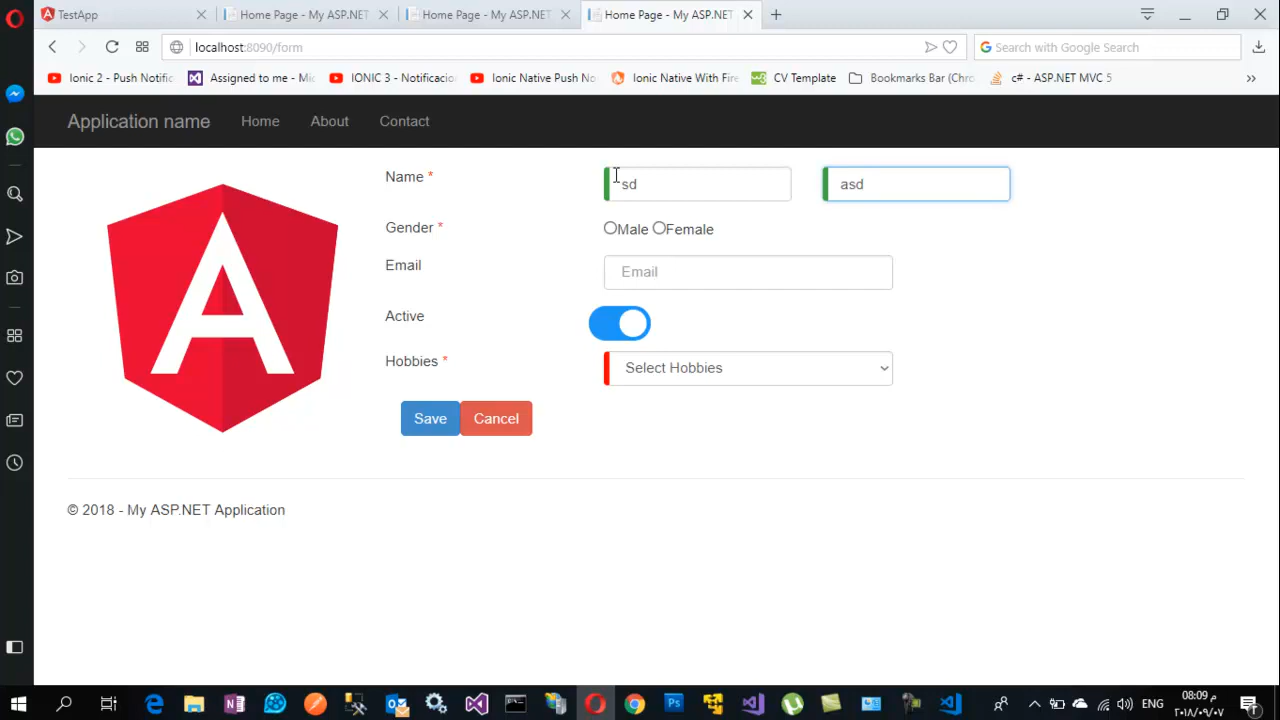 TestApp
Home Page - My ASP.NET
Home Page - My ASP.NET
Home Page - My ASP.NET
localhost:8090/form
Search with Google Search
Ionic 2 - Push Notific
Assigned to me - Mi
IONIC 3 - Notificacio
Ionic Native Push No
Ionic Native With Fire
CV Template
Bookmarks Bar (Chro
c# - ASP.NET MVC 5
»
Application name
Home
About
Contact
Name *
sd
asd
Gender *
Male
Female
Email
Email
Active
Hobbies *
Select Hobbies
Save
Cancel
© 2018 - My ASP.NET Application
ENG
08:09 م
٢٠١٨/٠٩/٠٧